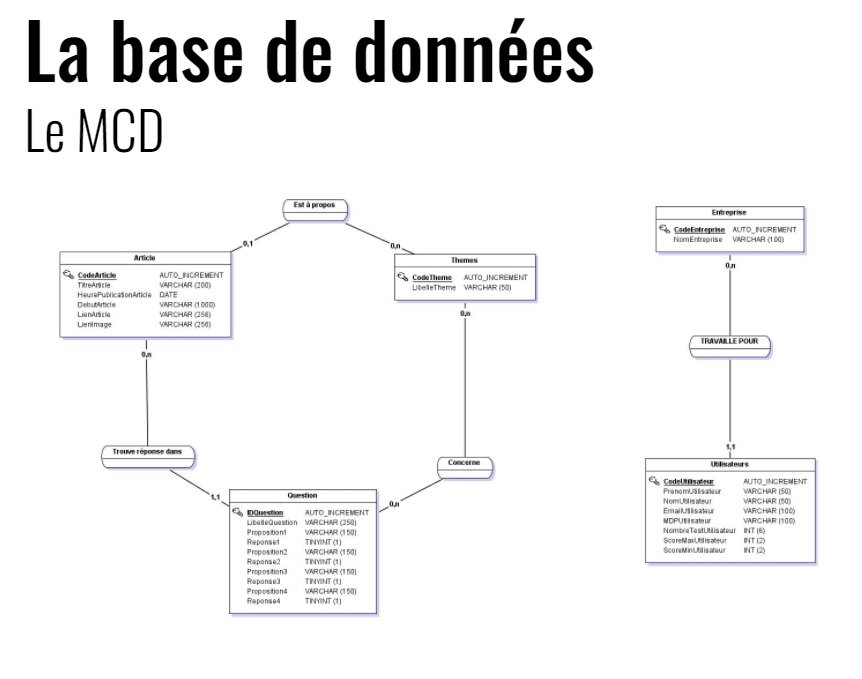 La base de données
Le MCD
Est à propos
0,1
0,n
Article
CodeArticle AUTO_INCREMENT
TitreArticle VARCHAR (200)
HeurePublicationArticle DATE
DebutArticle VARCHAR (1000)
LienArticle VARCHAR (256)
LienImage VARCHAR (256)
Themes
CodeTheme AUTO_INCREMENT
LibelleTheme VARCHAR (50)
Entreprise
CodeEntreprise AUTO_INCREMENT
NomEntreprise VARCHAR (100)
0,n
0,n
0,n
TRAVAILLE POUR
1,1
Trouve réponse dans
1,1
Concerne
0,n
Question
IDQuestion AUTO_INCREMENT
LibelleQuestion VARCHAR (250)
Proposition1 VARCHAR (150)
Reponse1 TINYINT (1)
Proposition2 VARCHAR (150)
Reponse2 TINYINT (1)
Proposition3 VARCHAR (150)
Reponse3 TINYINT (1)
Proposition4 VARCHAR (150)
Reponse4 TINYINT (1)
Utilisateurs
CodeUtilisateur AUTO_INCREMENT
PrenomUtilisateur VARCHAR (50)
NomUtilisateur VARCHAR (50)
EmailUtilisateur VARCHAR (100)
MDPUtilisateur VARCHAR (100)
NombreTestUtilisateur INT (6)
ScoreMaxUtilisateur INT (2)
ScoreMinUtilisateur INT (2)